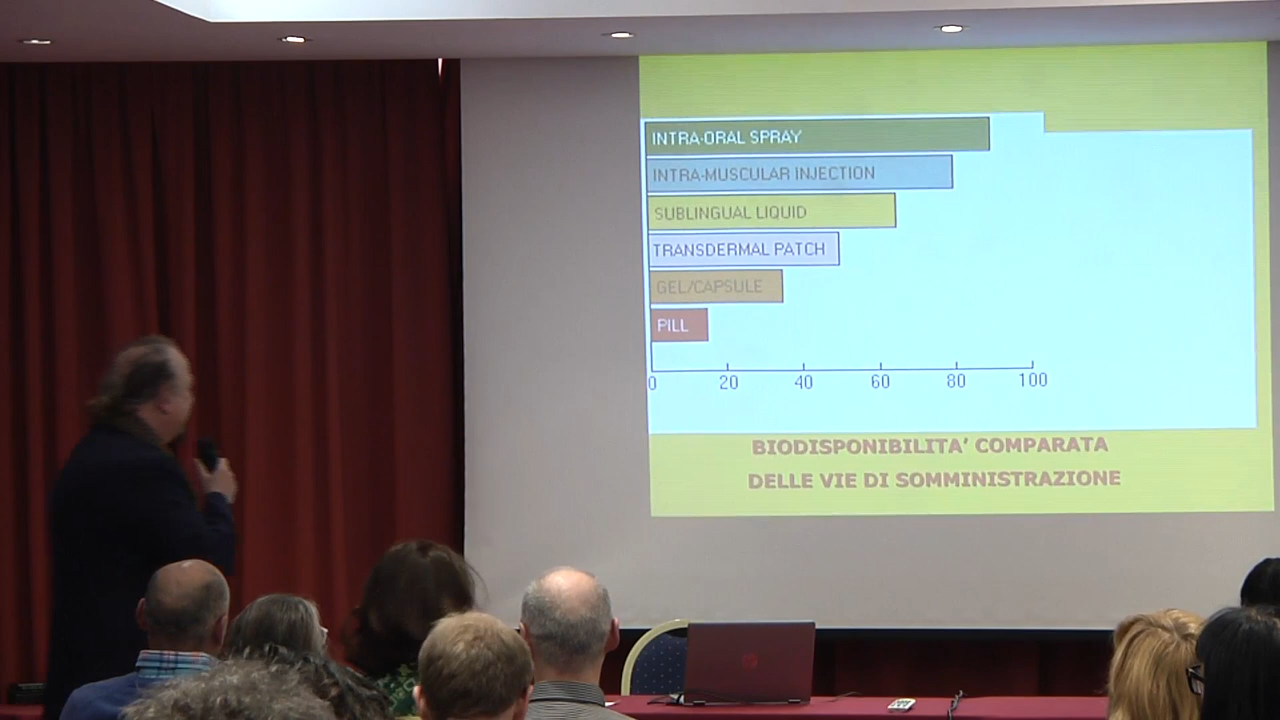 INTRA-ORAL SPRAY
INTRA-MUSCULAR INJECTION
SUBLINGUAL LIQUID
TRANSDERMAL PATCH
GEL/CAPSULE
PILL
0 20 40 60 80 100
BIODISPONIBILITA' COMPARATA
DELLE VIE DI SOMMINISTRAZIONE